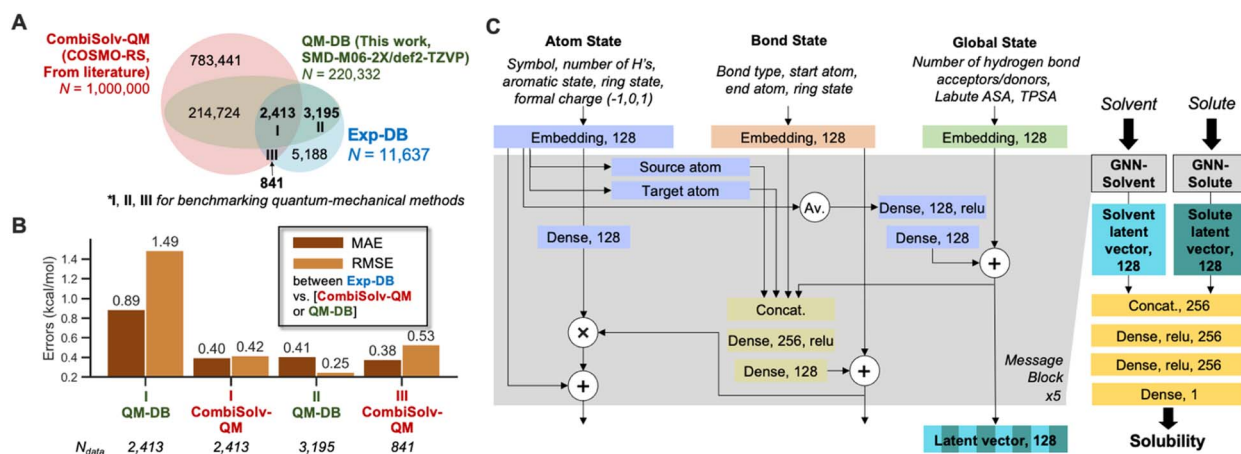 A
CombiSolv-QM
(COSMO-RS,
From literature)
N = 1,000,000
783,441
QM-DB (This work,
SMD-M06-2X/def2-TZVP)
N = 220,332
214,724
2,413
I
3,195
II
Exp-DB
N = 11,637
III
5,188
841
*I, II, III for benchmarking quantum-mechanical methods
B
Errors (kcal/mol)
1.4
1.2
1.0
0.8
0.6
0.4
0.2
0.89
1.49
0.40
0.42
0.41
0.25
0.38
0.53
MAE
RMSE
between Exp-DB
vs. [CombiSolv-QM
or QM-DB]
I
QM-DB
I
CombiSolv-
QM
II
QM-DB
III
CombiSolv-
QM
Ndata
2,413
2,413
3,195
841
C
Atom State
Symbol, number of H's,
aromatic state, ring state,
formal charge (-1,0,1)
Bond State
Bond type, start atom,
end atom, ring state
Global State
Number of hydrogen bond
acceptors/donors,
Labute ASA, TPSA
Embedding, 128
Embedding, 128
Embedding, 128
Source atom
Target atom
Av.
Dense, 128, relu
Dense, 128
Dense, 128
+
Concat.
×
Dense, 256, relu
Dense, 128
+
+
Message
Block
x5
Latent vector, 128
Solvent
Solute
GNN-
Solvent
GNN-
Solute
Solvent
latent
vector,
128
Solute
latent
vector,
128
Concat., 256
Dense, relu, 256
Dense, relu, 256
Dense, 1
Solubility